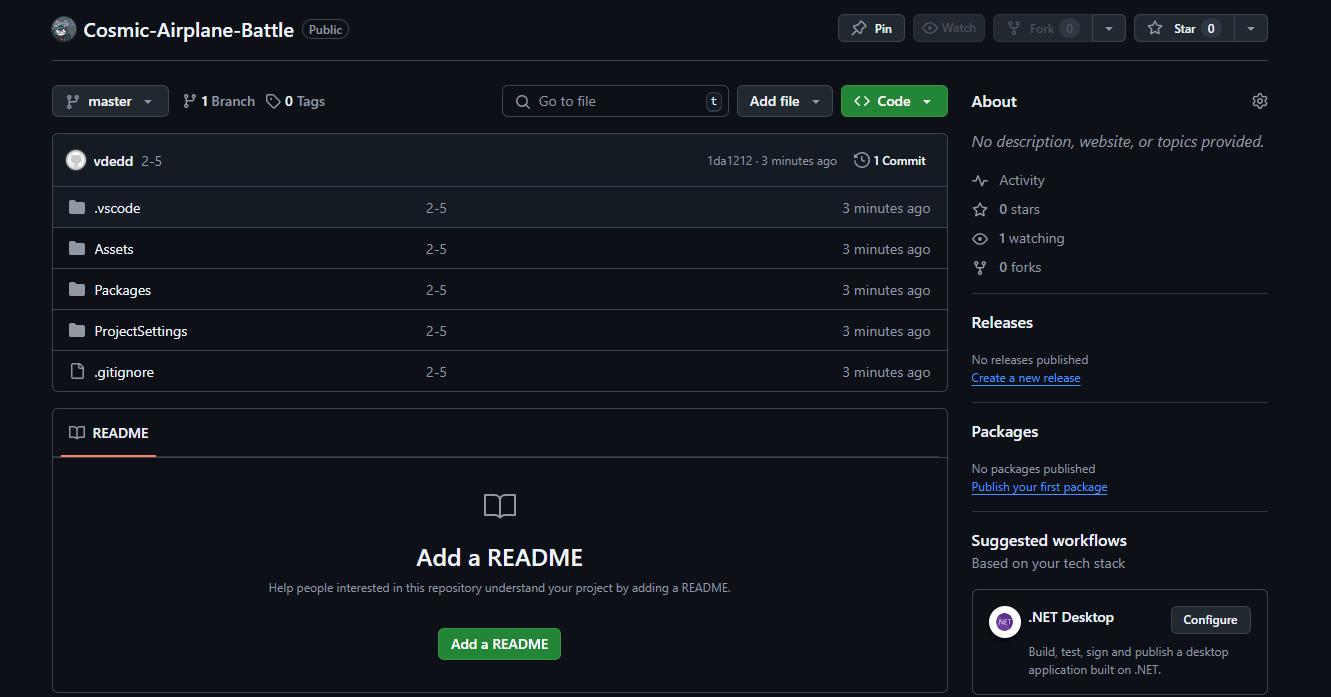 Cosmic-Airplane-Battle Public Pin Watch Fork 0 Star 0
master 1 Branch 0 Tags Go to file t Add file Code
vdedd 2-5 1da1212 · 3 minutes ago 1 Commit
.vscode 2-5 3 minutes ago
Assets 2-5 3 minutes ago
Packages 2-5 3 minutes ago
ProjectSettings 2-5 3 minutes ago
.gitignore 2-5 3 minutes ago
README
Add a README
Help people interested in this repository understand your project by adding a README.
Add a README
About
No description, website, or topics provided.
Activity
0 stars
1 watching
0 forks
Releases
No releases published
Create a new release
Packages
No packages published
Publish your first package
Suggested workflows
Based on your tech stack
NET .NET Desktop Configure
Build, test, sign and publish a desktop
application built on .NET.